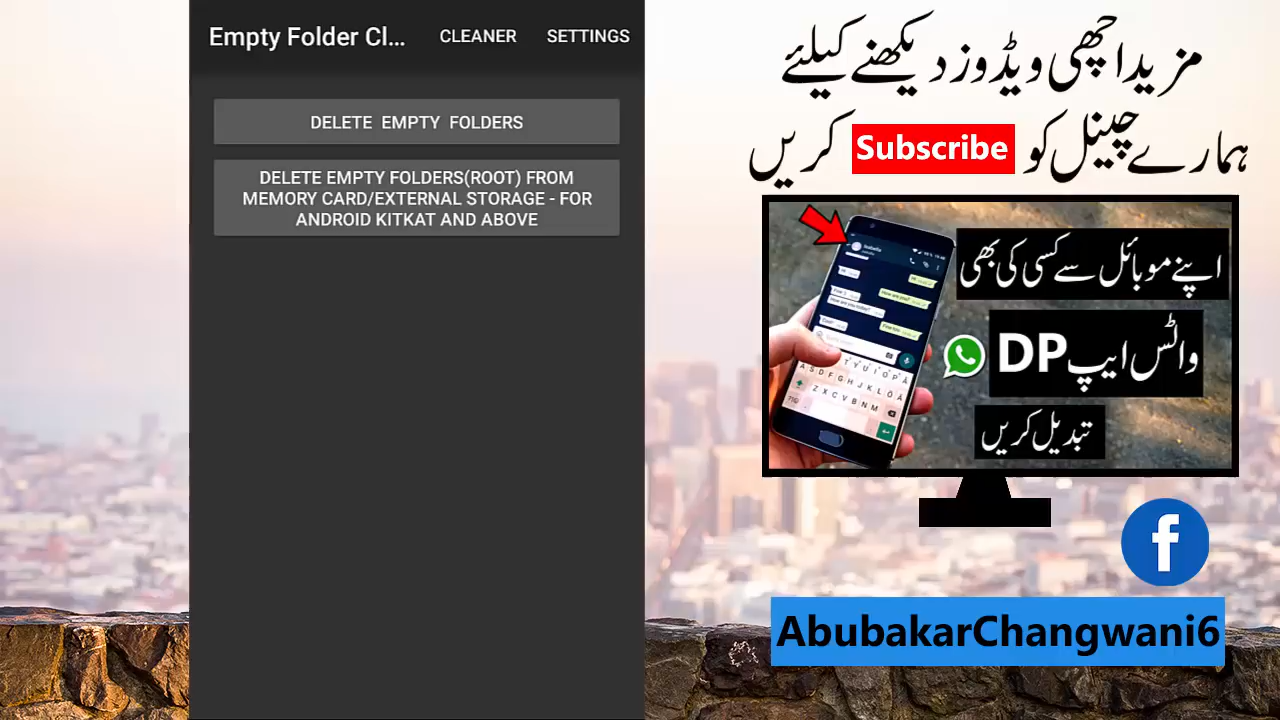 Empty Folder Cl...
CLEANER
SETTINGS
DELETE EMPTY FOLDERS
DELETE EMPTY FOLDERS(ROOT) FROM
MEMORY CARD/EXTERNAL STORAGE - FOR
ANDROID KITKAT AND ABOVE
مزید اچھی ویڈوز دیکھنے کیلئے
ہمارے چینل کو Subscribe کریں
اپنے موبائل سے کسی کی بھی
واٹس ایپ DP
تبدیل کریں
AbubakarChangwani6